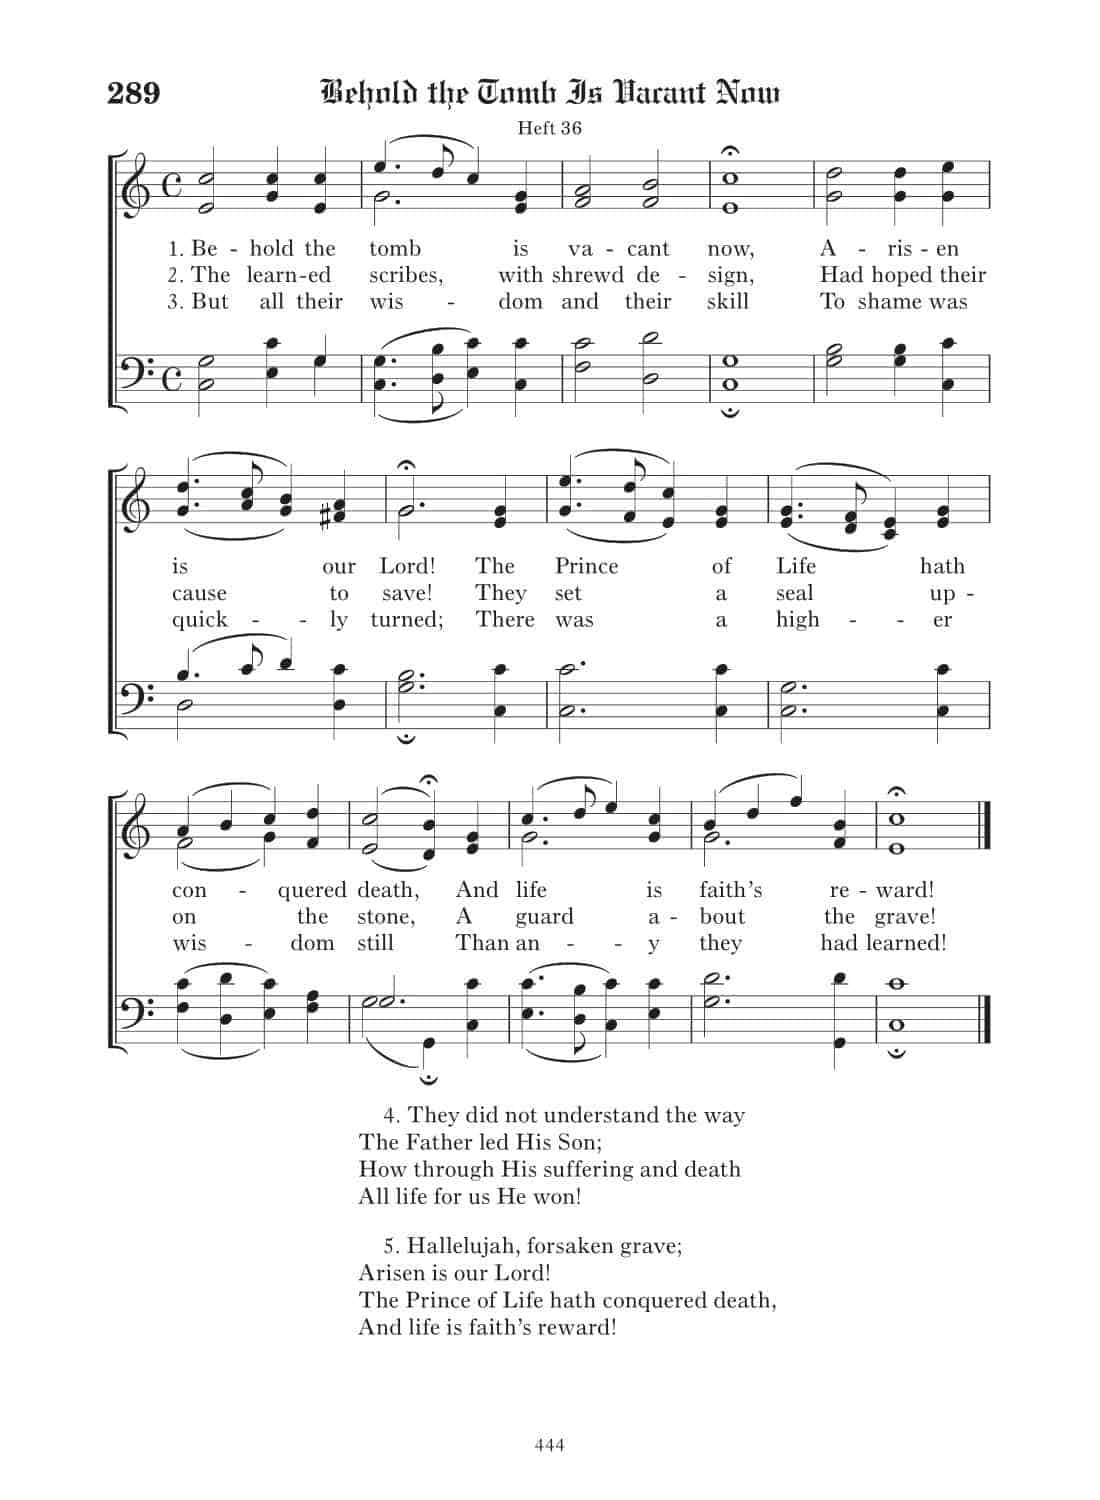 289 Behold the Tomb Is Vacant Now
Heft 36
1. Be - hold the tomb is va - cant now, A - ris - en
2. The learn-ed scribes, with shrewd de - sign, Had hoped their
3. But all their wis - dom and their skill To shame was
is our Lord! The Prince of Life hath
cause to save! They set a seal up -
quick - - ly turned; There was a high - - er
con - quered death, And life is faith's re - ward!
on the stone, A guard a - bout the grave!
wis - dom still Than an - - y they had learned!
4. They did not understand the way
The Father led His Son;
How through His suffering and death
All life for us He won!
5. Hallelujah, forsaken grave;
Arisen is our Lord!
The Prince of Life hath conquered death,
And life is faith's reward!
444